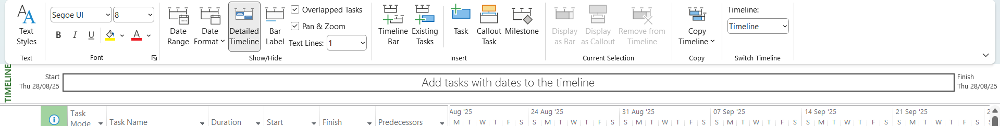 Text Styles
Text
Segoe UI
8
B I U A
Font
Date Range
Date Format
Detailed Timeline
Bar Label
Overlapped Tasks
Pan & Zoom
Text Lines: 1
Show/Hide
Timeline Bar
Existing Tasks
Task
Callout Task
Milestone
Insert
Display as Bar
Display as Callout
Remove from Timeline
Current Selection
Copy Timeline
Copy
Timeline:
Timeline
Switch Timeline
TIMELINE
Start
Thu 28/08/25
Add tasks with dates to the timeline
Finish
Thu 28/08/25
Task Mode
Task Name
Duration
Start
Finish
Predecessors
Aug '25
24 Aug '25
31 Aug '25
07 Sep '25
14 Sep '25
21 Sep '25
2
M T W T F S S M T W T F S S M T W T F S S M T W T F S S M T W T F S S M T W T F S